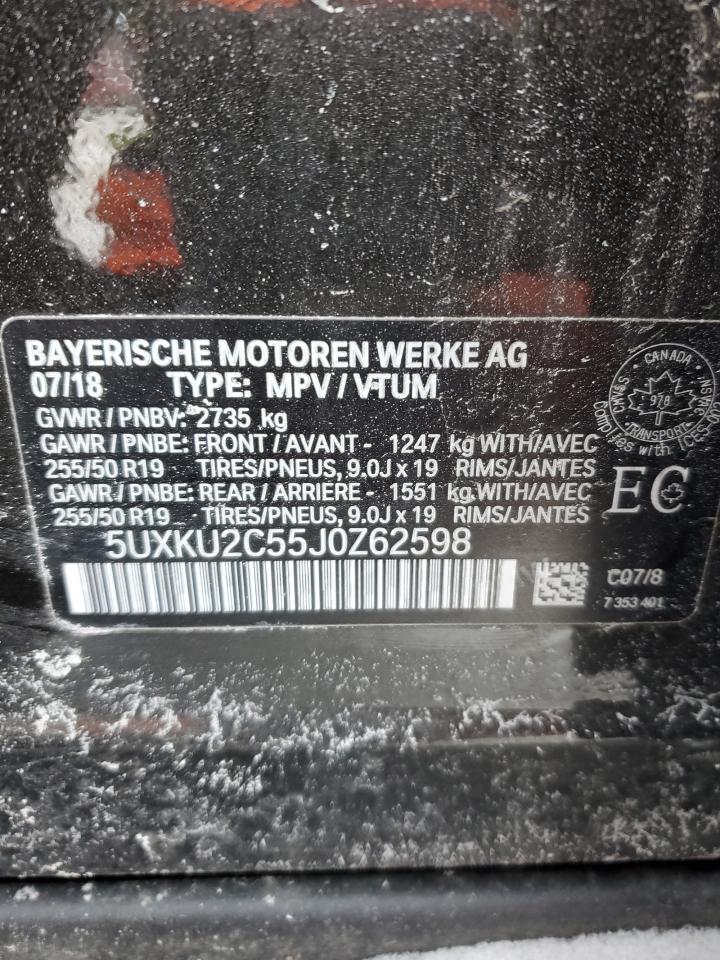 BAYERISCHE MOTOREN WERKE AG
07/18 TYPE: MPV / VTUM
GVWR / PNBV: 2735 kg
GAWR / PNBE: FRONT / AVANT - 1247 kg WITH/AVEC
255/50 R19 TIRES/PNEUS, 9.0J x 19 RIMS/JANTES
GAWR / PNBE: REAR / ARRIÈRE - 1551 kg WITH/AVEC
255/50 R19 TIRES/PNEUS, 9.0J x 19 RIMS/JANTES
5UXKU2C55J0Z62598
CANADA
978
TRANSPORT
EC
C07/8
7 353 401